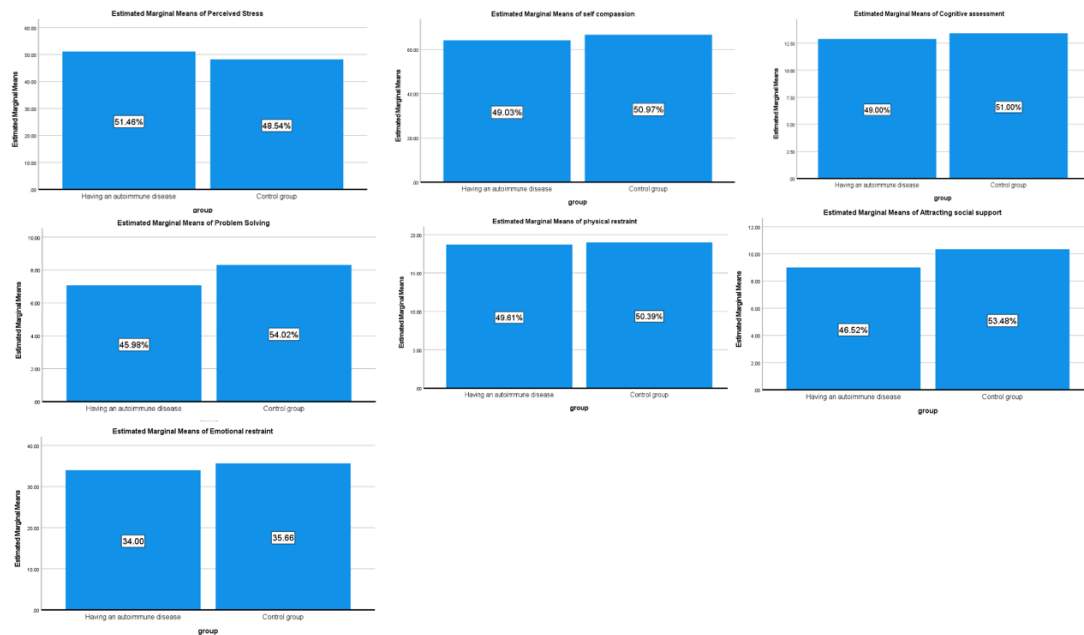 Estimated Marginal Means of Perceived Stress
60.00
50.00
40.00
30.00
20.00
10.00
.00
Estimated Marginal Means
51.46%
48.54%
Having an autoimmune disease
Control group
group
Estimated Marginal Means of self compassion
60.00
40.00
20.00
.00
Estimated Marginal Means
49.03%
50.97%
Having an autoimmune disease
Control group
group
Estimated Marginal Means of Cognitive assessment
12.50
10.00
7.50
5.00
2.50
.00
Estimated Marginal Means
49.00%
51.00%
Having an autoimmune disease
Control group
group
Estimated Marginal Means of Problem Solving
10.00
8.00
6.00
4.00
2.00
.00
Estimated Marginal Means
45.98%
54.02%
Having an autoimmune disease
Control group
Estimated Marginal Means of physical restraint
20.00
15.00
10.00
5.00
.00
Estimated Marginal Means
49.61%
50.39%
Having an autoimmune disease
Control group
group
Estimated Marginal Means of Attracting social support
12.00
10.00
8.00
6.00
4.00
2.00
.00
Estimated Marginal Means
46.52%
53.48%
Having an autoimmune disease
Control group
group
Estimated Marginal Means of Emotional restraint
40.00
30.00
20.00
10.00
.00
Estimated Marginal Means
34.00
35.66
Having an autoimmune disease
Control group
group